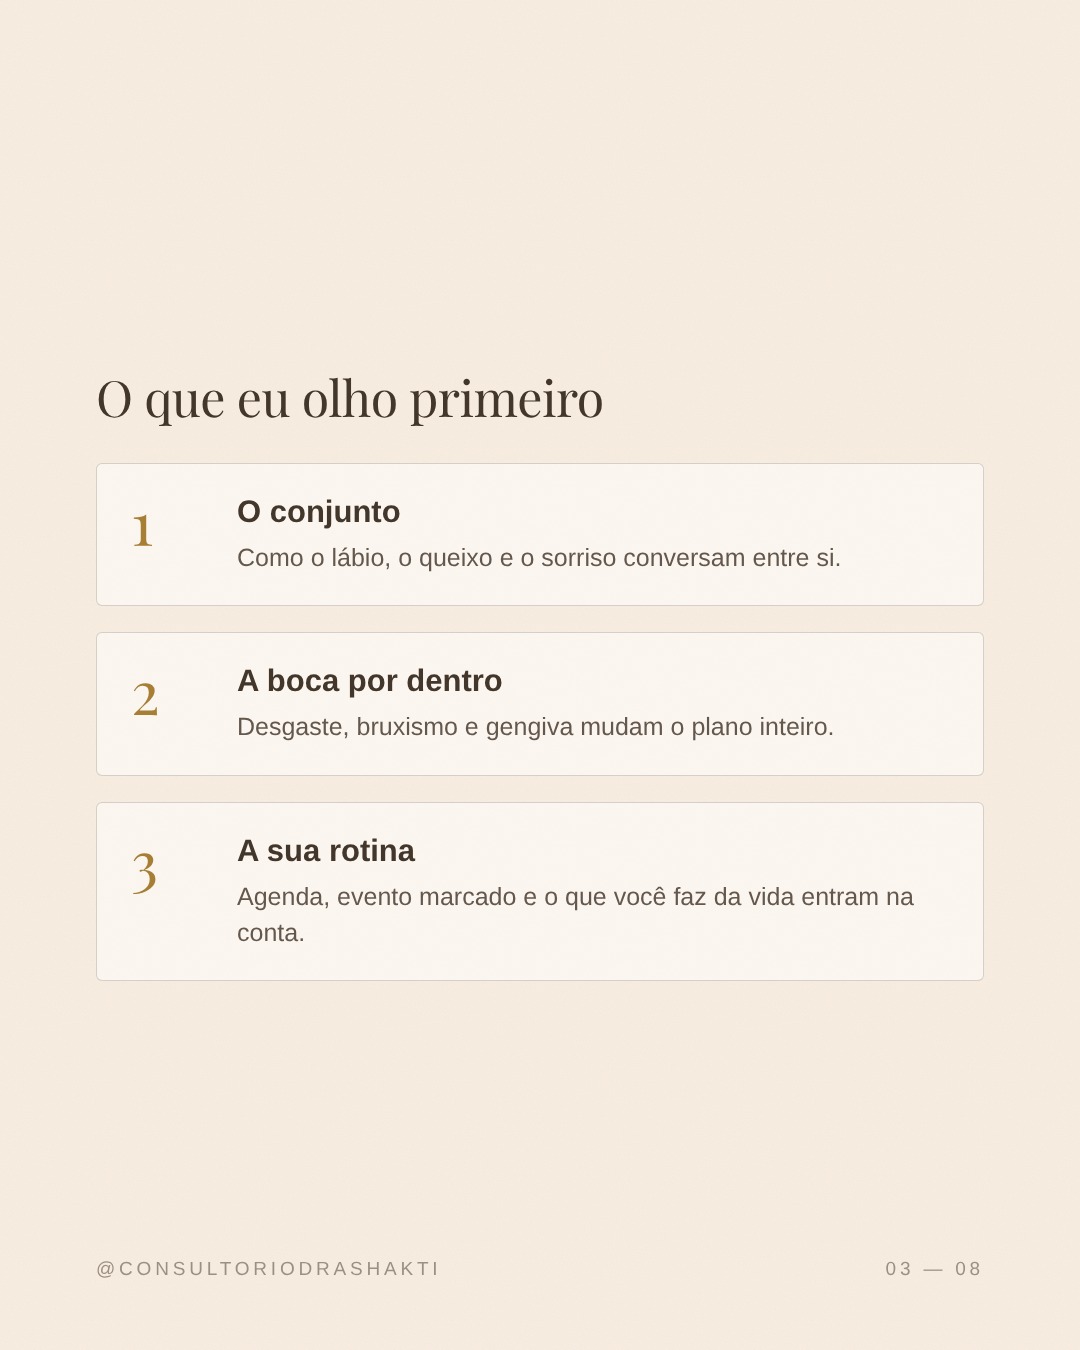 O que eu olho primeiro
1
O conjunto
Como o lábio, o queixo e o sorriso conversam entre si.
2
A boca por dentro
Desgaste, bruxismo e gengiva mudam o plano inteiro.
3
A sua rotina
Agenda, evento marcado e o que você faz da vida entram na
conta.
@CONSULTORIODRASHAKTI
03 — 08